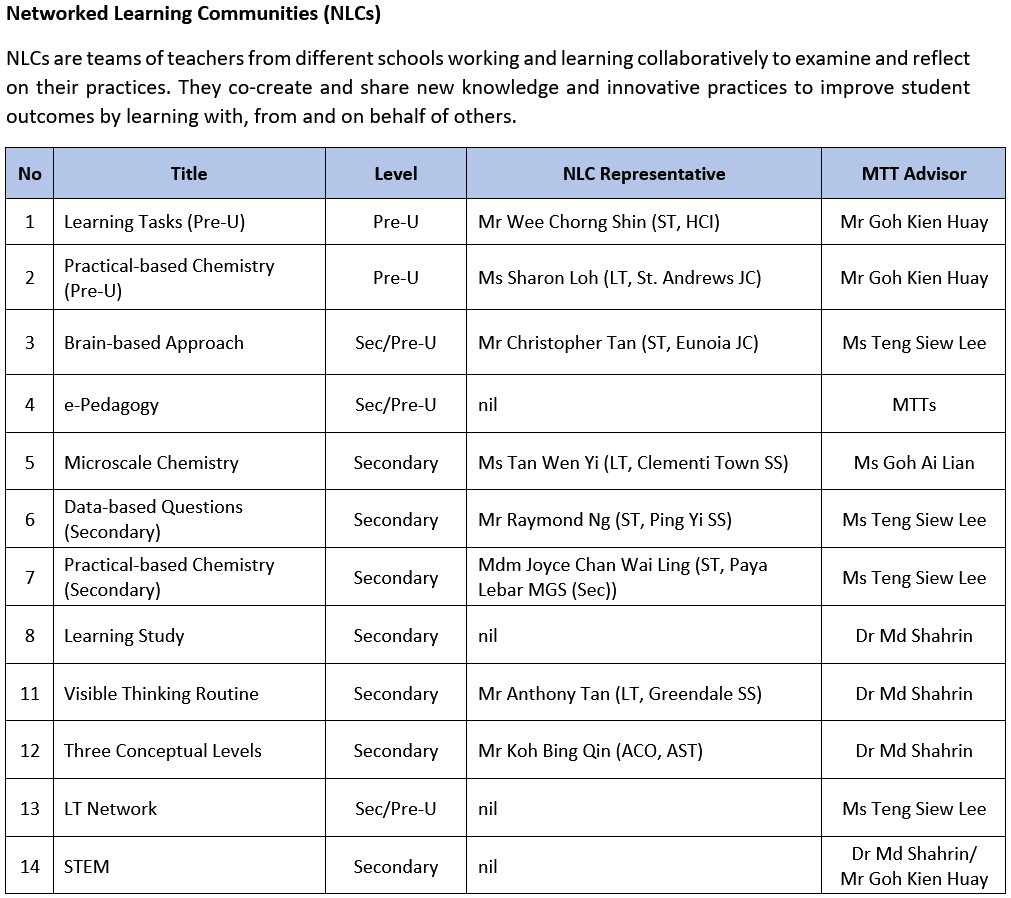 Networked Learning Communities (NLCs)
NLCs are teams of teachers from different schools working and learning collaboratively to examine and reflect
on their practices. They co-create and share new knowledge and innovative practices to improve student
outcomes by learning with, from and on behalf of others.
No Title Level NLC Representative MTT Advisor
1 Learning Tasks (Pre-U) Pre-U Mr Wee Chorng Shin (ST, HCI) Mr Goh Kien Huay
2 Practical-based Chemistry
(Pre-U) Pre-U Ms Sharon Loh (LT, St. Andrews JC) Mr Goh Kien Huay
3 Brain-based Approach Sec/Pre-U Mr Christopher Tan (ST, Eunoia JC) Ms Teng Siew Lee
4 e-Pedagogy Sec/Pre-U nil MTTs
5 Microscale Chemistry Secondary Ms Tan Wen Yi (LT, Clementi Town SS) Ms Goh Ai Lian
6 Data-based Questions
(Secondary) Secondary Mr Raymond Ng (ST, Ping Yi SS) Ms Teng Siew Lee
7 Practical-based Chemistry
(Secondary) Secondary Mdm Joyce Chan Wai Ling (ST, Paya
Lebar MGS (Sec)) Ms Teng Siew Lee
8 Learning Study Secondary nil Dr Md Shahrin
11 Visible Thinking Routine Secondary Mr Anthony Tan (LT, Greendale SS) Dr Md Shahrin
12 Three Conceptual Levels Secondary Mr Koh Bing Qin (ACO, AST) Dr Md Shahrin
13 LT Network Sec/Pre-U nil Ms Teng Siew Lee
14 STEM Secondary nil Dr Md Shahrin/
Mr Goh Kien Huay